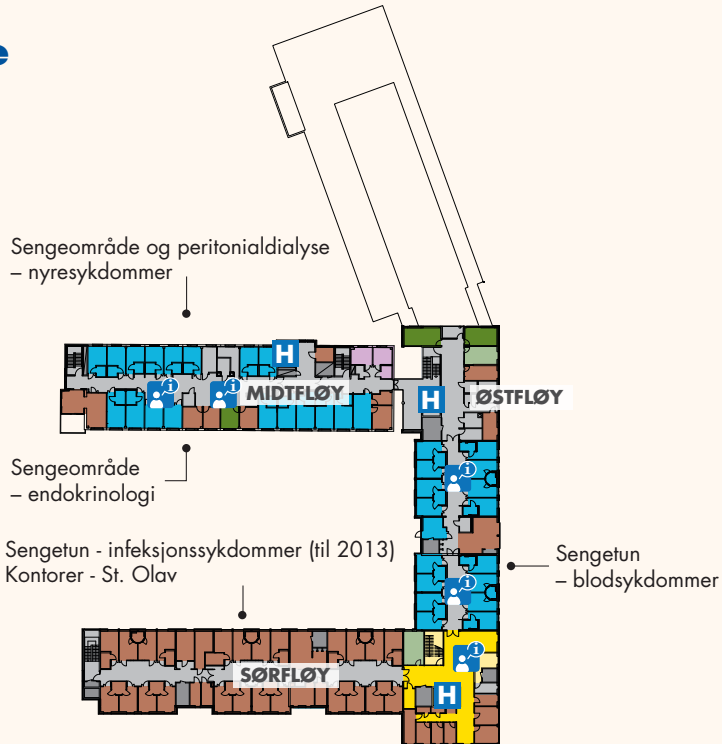 Sengeområde og peritonialdialyse
– nyresykdommer
H
i
i
MIDTFLØY
H
ØSTFLØY
Sengeområde
– endokrinologi
i
Sengetun - infeksjonssykdommer (til 2013)
Kontorer - St. Olav
Sengetun
– blodsykdommer
i
i
SØRFLØY
H